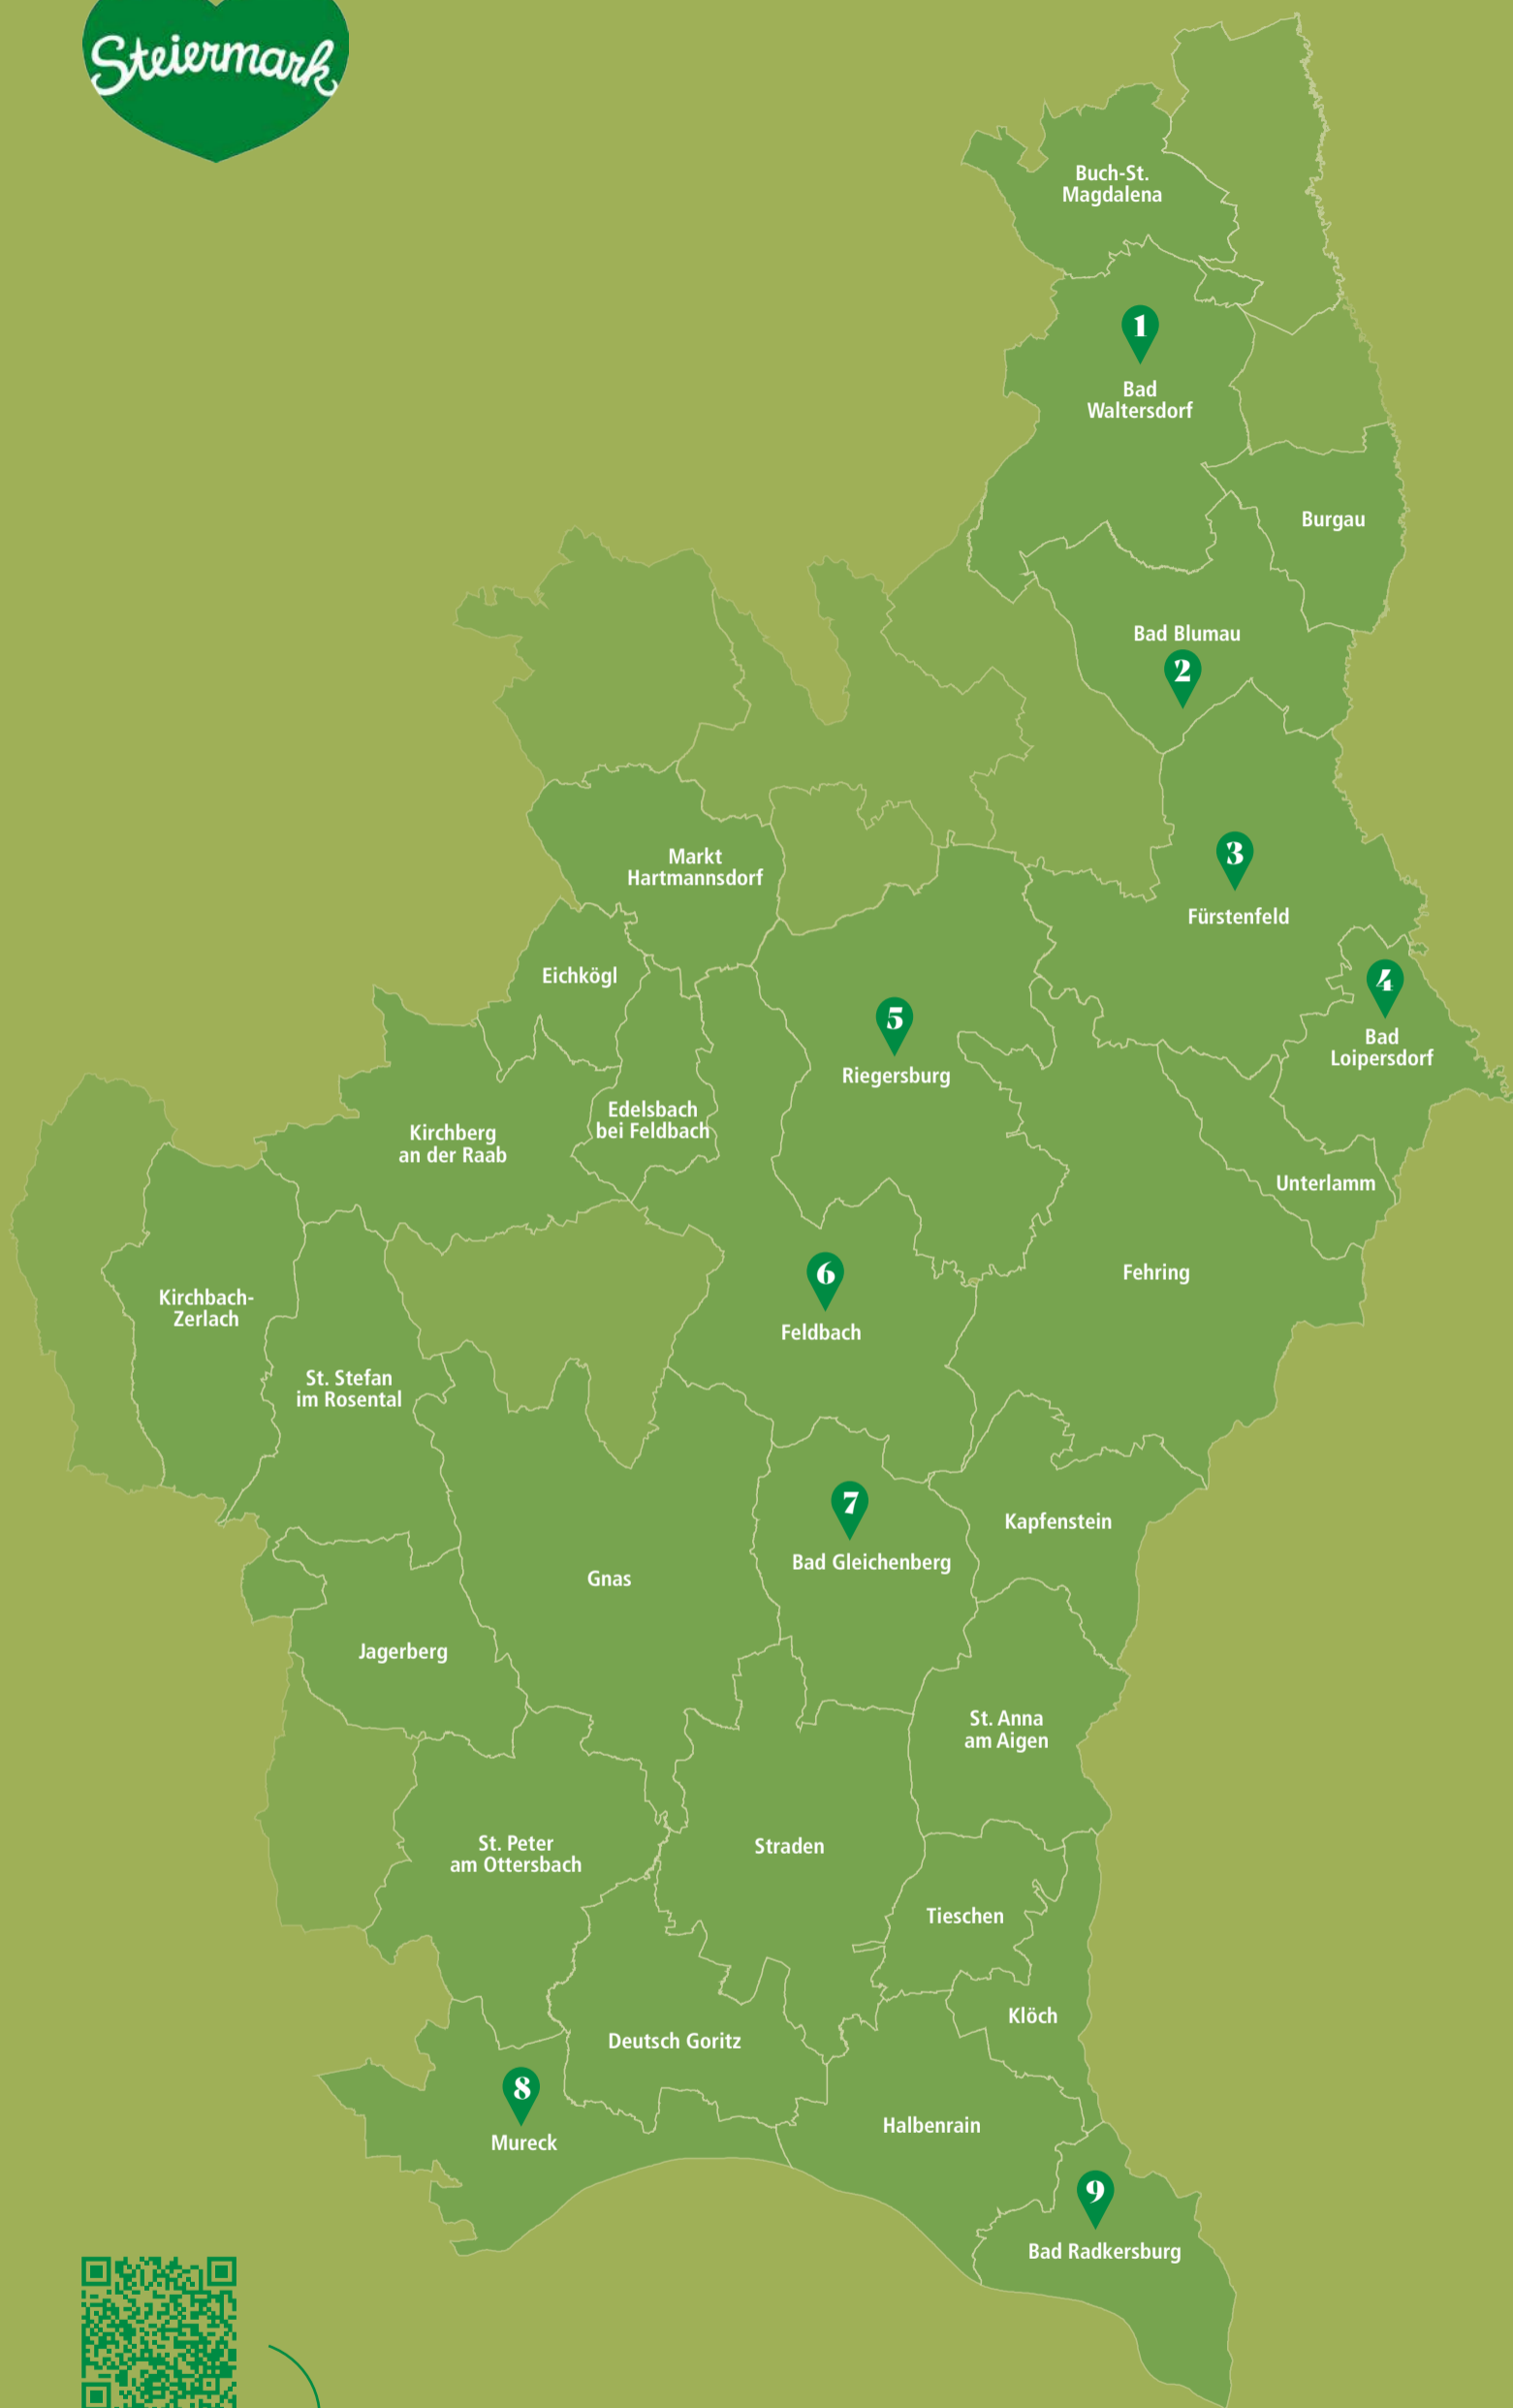 Steiermark
Buch-St.
Magdalena
1
Bad
Waltersdorf
Burgau
Bad Blumau
2
3
Fürstenfeld
Markt
Hartmannsdorf
Eichkögl
4
Bad
Loipersdorf
5
Riegersburg
Edelsbach
bei Feldbach
Kirchberg
an der Raab
Unterlamm
Fehring
6
Feldbach
Kirchbach-
Zerlach
St. Stefan
im Rosental
7
Bad Gleichenberg
Kapfenstein
Gnas
Jagerberg
St. Anna
am Aigen
St. Peter
am Ottersbach
Straden
Tieschen
Klöch
Deutsch Goritz
8
Mureck
Halbenrain
9
Bad Radkersburg